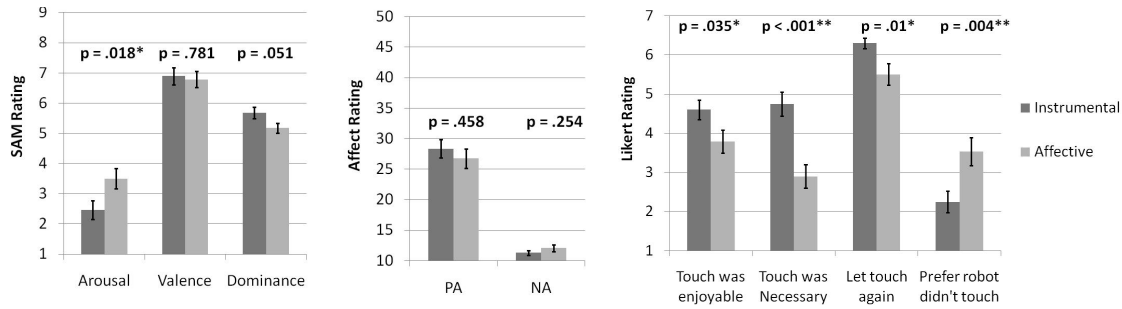 SAM Rating
9
8
7
6
5
4
3
2
1
p = .018*
p = .781
p = .051
Arousal
Valence
Dominance
Affect Rating
50
45
40
35
30
25
20
15
10
p = .458
p = .254
PA
NA
Likert Rating
7
6
5
4
3
2
1
p = .035*
p < .001**
p = .01*
p = .004**
Touch was
enjoyable
Touch was
Necessary
Let touch
again
Prefer robot
didn't touch
Instrumental
Affective